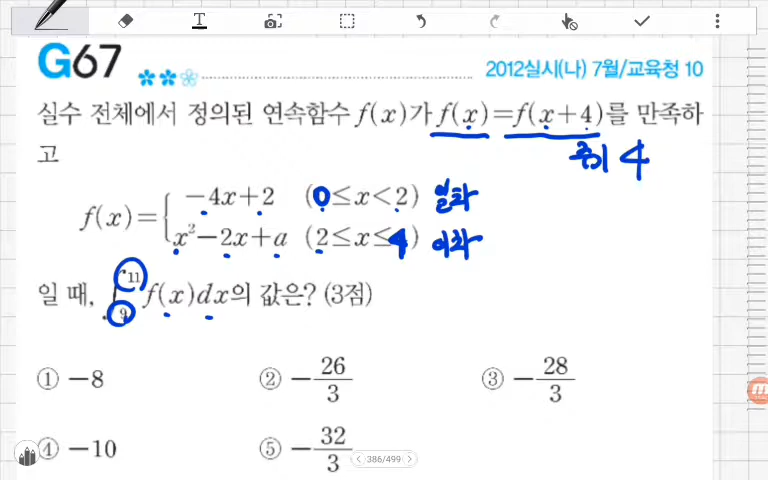 T
G67
2012실시(나) 7월/교육청 10
실수 전체에서 정의된 연속함수 f(x)가 f(x)=f(x+4)를 만족하
고
주기 4
f(x)={ -4x+2 (0≤x<2) 일차
x²-2x+a (2≤x≤4) 이차
일 때, ∫₉¹¹ f(x)dx의 값은? (3점)
① -8 ② -26/3 ③ -28/3
④ -10 ⑤ -32/3
386/499